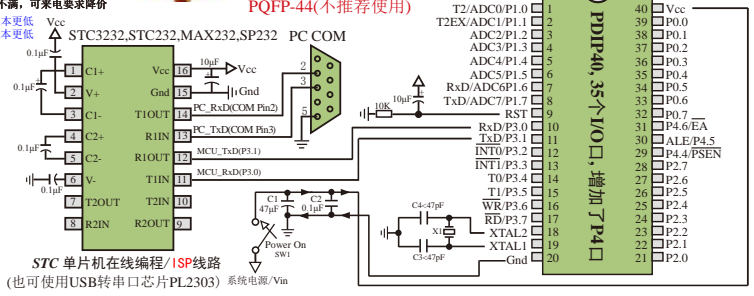 不满,可来电要求降价
本更低
本更低
PQFP-44(不推荐使用)
Vcc
STC3232,STC232,MAX232,SP232
PC COM
0.1μF
0.1μF
0.1μF
0.1μF
10μF
Vcc
Gnd
1 C1+
2 V+
3 C1-
4 C2+
5 C2-
6 V-
7 T2OUT
8 R2IN
Vcc 16
Gnd 15
T1OUT 14
R1IN 13
R1OUT 12
T1IN 11
T2IN 10
R2OUT 9
PC_RxD(COM Pin2)
PC_TxD(COM Pin3)
MCU_TxD(P3.1)
MCU_RxD(P3.0)
2
3
5
STC 单片机在线编程/ISP线路
(也可使用USB转串口芯片PL2303)
系统电源/Vin
Power On
SW1
C1
47μF
C2
0.1μF
10μF
10K
C4<47pF
X1
C3<47pF
T2/ADC0/P1.0 1
T2EX/ADC1/P1.1 2
ADC2/P1.2 3
ADC3/P1.3 4
ADC4/P1.4 5
ADC5/P1.5 6
RxD/ADC6P1.6 7
TxD/ADC7/P1.7 8
RST 9
RxD/P3.0 10
TxD/P3.1 11
INT0/P3.2 12
INT1/P3.3 13
T0/P3.4 14
T1/P3.5 15
WR/P3.6 16
RD/P3.7 17
XTAL2 18
XTAL1 19
Gnd 20
PDIP40, 35个I/O口, 增加了P4口
40 Vcc
39 P0.0
38 P0.1
37 P0.2
36 P0.3
35 P0.4
34 P0.5
33 P0.6
32 P0.7
31 P4.6/EA
30 ALE/P4.5
29 P4.4/PSEN
28 P2.7
27 P2.6
26 P2.5
25 P2.4
24 P2.3
23 P2.2
22 P2.1
21 P2.0